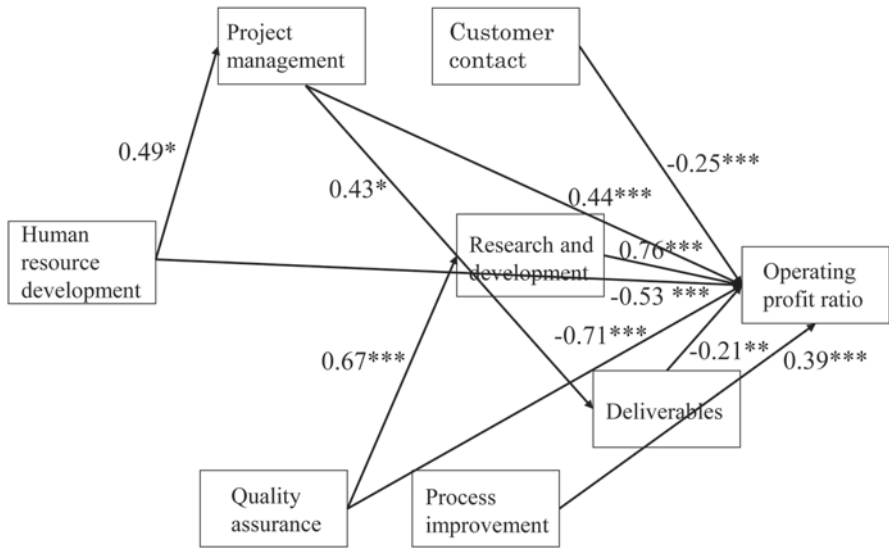 Project
management
Customer
contact
0.49*
0.43*
-0.25***
0.44***
Human
resource
development
Research and
development
0.76***
Operating
profit ratio
-0.53 ***
0.67***
-0.71***
-0.21**
0.39***
Deliverables
Quality
assurance
Process
improvement